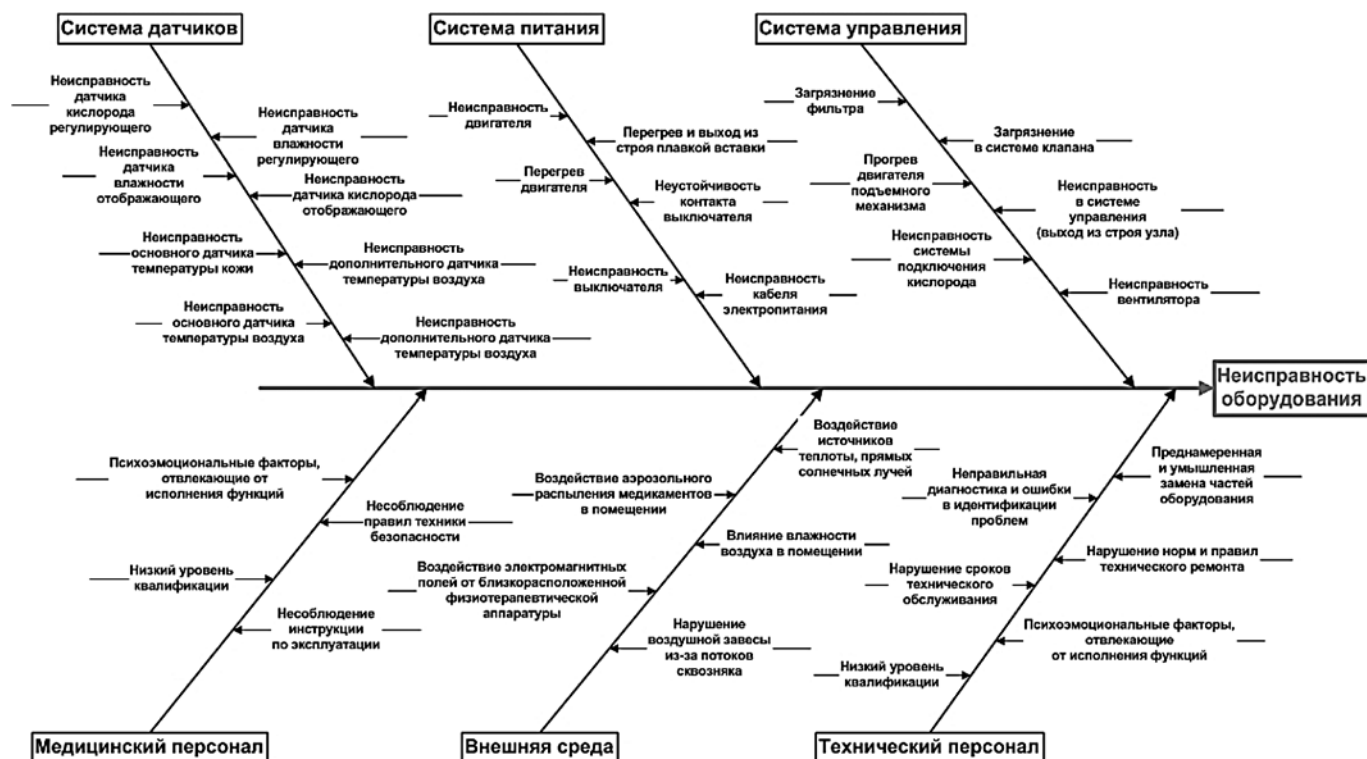 Система датчиков
Система питания
Система управления
Неисправность
датчика
кислорода
регулирующего
Неисправность
датчика
влажности
регулирующего
Неисправность
датчика
влажности
отображающего
Неисправность
датчика кислорода
отображающего
Неисправность
основного датчика
температуры кожи
Неисправность
дополнительного датчика
температуры воздуха
Неисправность
основного датчика
температуры воздуха
Неисправность
дополнительного датчика
температуры воздуха
Неисправность
двигателя
Перегрев и выход из
строя плавкой вставки
Перегрев
двигателя
Неустойчивость
контакта
выключателя
Неисправность
выключателя
Неисправность
кабеля
электропитания
Загрязнение
фильтра
Загрязнение
в системе клапана
Прогрев
двигателя
подъемного
механизма
Неисправность
в системе
управления
(выход из строя узла)
Неисправность
системы
подключения
кислорода
Неисправность
вентилятора
Неисправность
оборудования
Психоэмоциональные факторы,
отвлекающие от
исполнения функций
Несоблюдение
правил техники
безопасности
Низкий уровень
квалификации
Несоблюдение
инструкции
по эксплуатации
Воздействие
источников
теплоты, прямых
солнечных лучей
Воздействие аэрозольного
распыления медикаментов
в помещении
Влияние влажности
воздуха в помещении
Воздействие электромагнитных
полей от близкорасположенной
физиотерапевтической
аппаратуры
Нарушение
воздушной завесы
из-за потоков
сквозняка
Преднамеренная
и умышленная
замена частей
оборудования
Неправильная
диагностика и ошибки
в идентификации
проблем
Нарушение норм и правил
технического ремонта
Нарушение сроков
технического
обслуживания
Психоэмоциональные факторы,
отвлекающие
от исполнения функций
Низкий уровень
квалификации
Медицинский персонал
Внешняя среда
Технический персонал